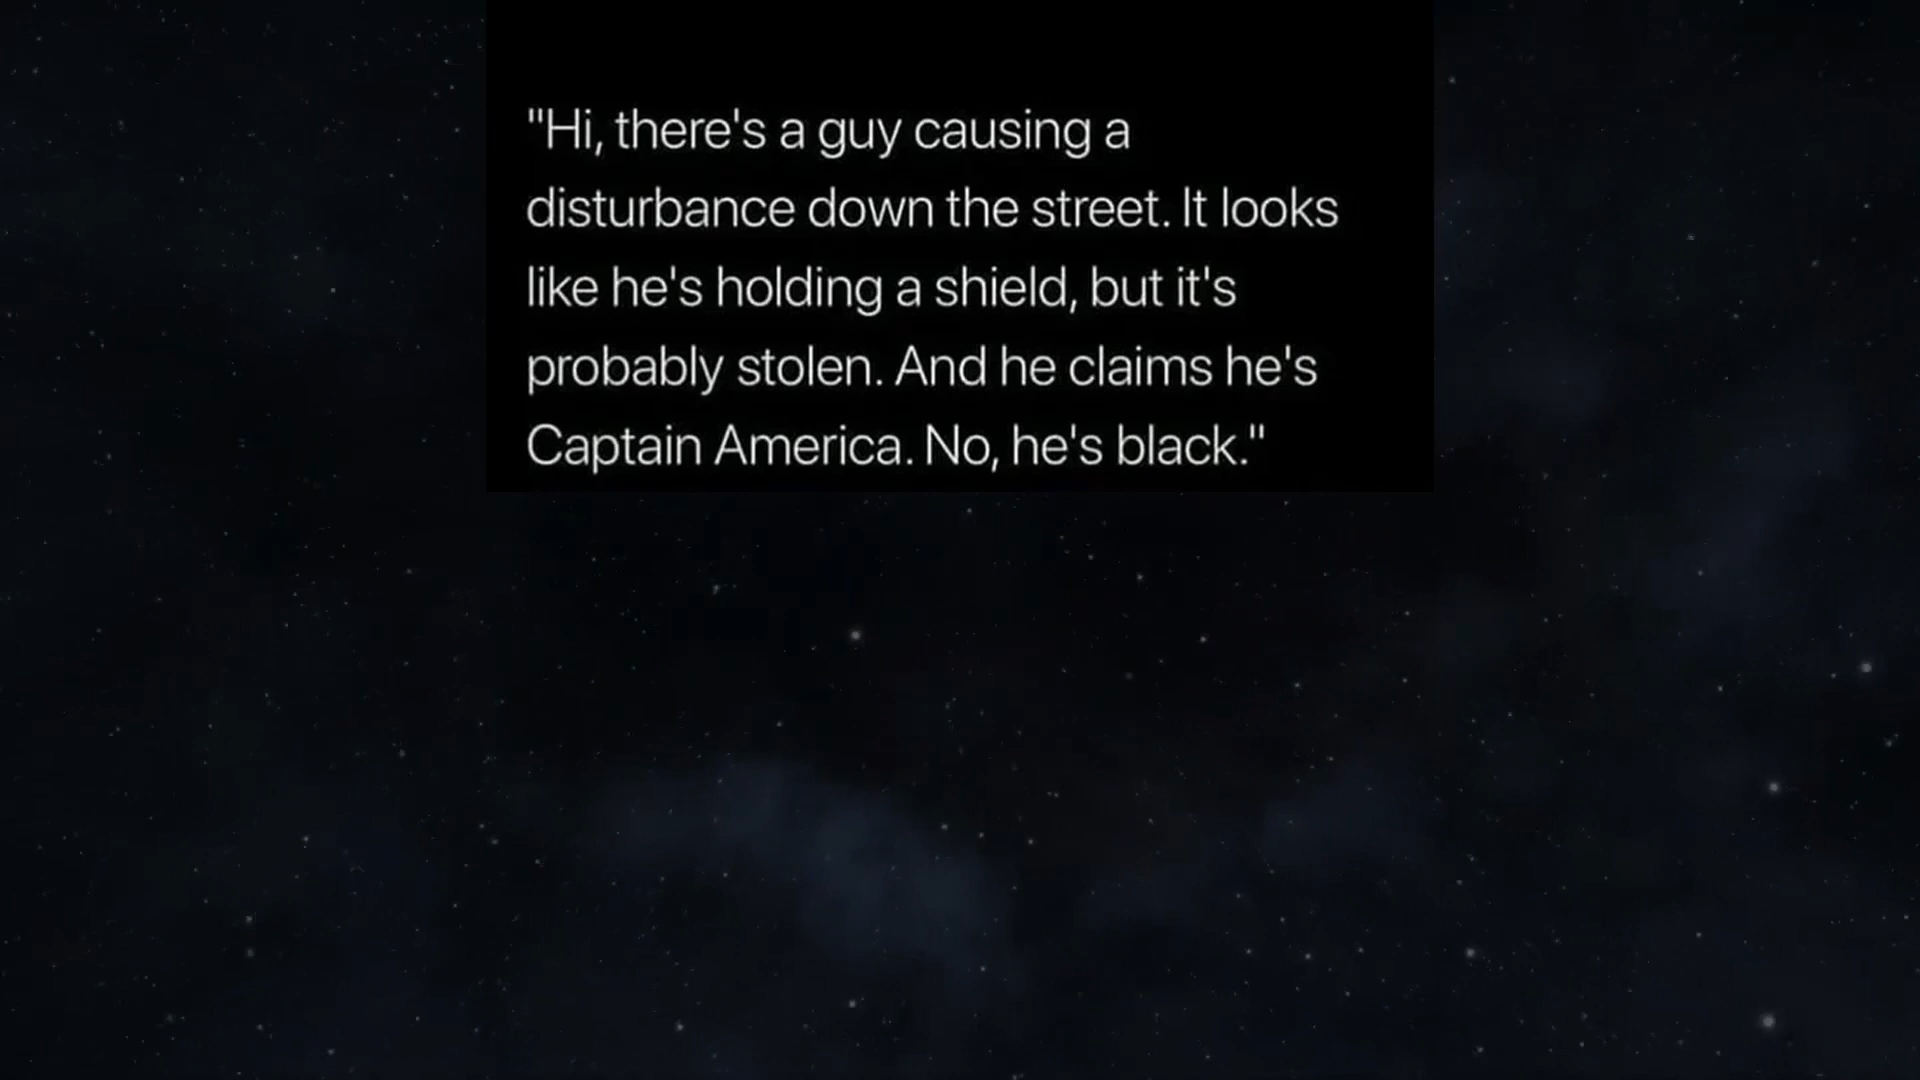 "Hi, there's a guy causing a
disturbance down the street. It looks
like he's holding a shield, but it's
probably stolen. And he claims he's
Captain America. No, he's black."